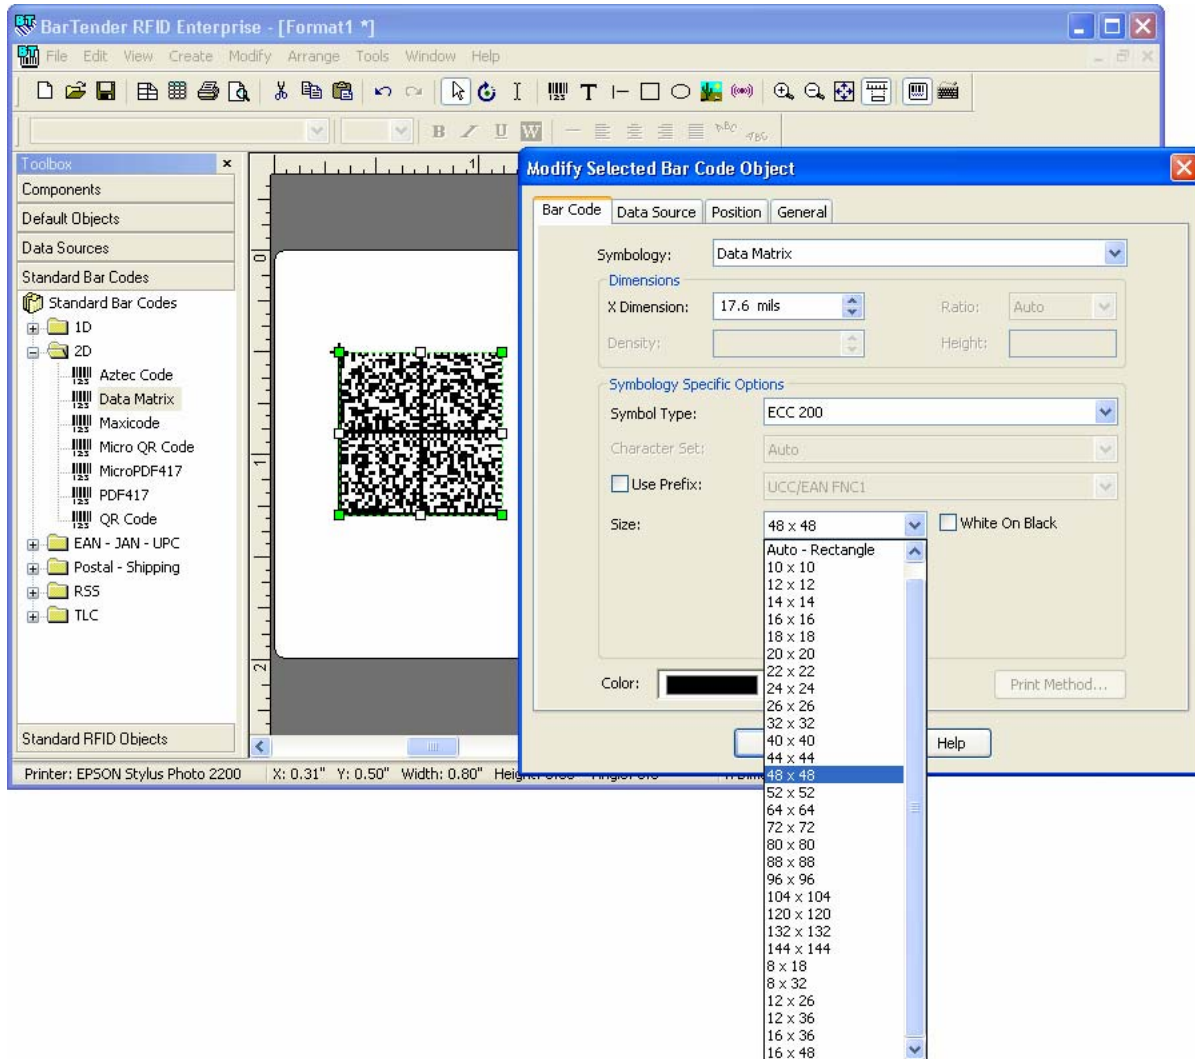 BarTender RFID Enterprise - [Format1 *]
File Edit View Create Modify Arrange Tools Window Help
B I U W
Toolbox x
Components
Default Objects
Data Sources
Standard Bar Codes
Standard Bar Codes
1D
2D
Aztec Code
Data Matrix
Maxicode
Micro QR Code
MicroPDF417
PDF417
QR Code
EAN - JAN - UPC
Postal - Shipping
RSS
TLC
Standard RFID Objects
0
1
1
2
Printer: EPSON Stylus Photo 2200 X: 0.31" Y: 0.50" Width: 0.80"
Modify Selected Bar Code Object
Bar Code Data Source Position General
Symbology: Data Matrix
Dimensions
X Dimension: 17.6 mils Ratio: Auto
Density: Height:
Symbology Specific Options
Symbol Type: ECC 200
Character Set: Auto
Use Prefix: UCC/EAN FNC1
Size: 48 x 48 White On Black
Auto - Rectangle
10 x 10
12 x 12
14 x 14
16 x 16
18 x 18
20 x 20
22 x 22
24 x 24
26 x 26
32 x 32
40 x 40
44 x 44
48 x 48
52 x 52
64 x 64
72 x 72
80 x 80
88 x 88
96 x 96
104 x 104
120 x 120
132 x 132
144 x 144
8 x 18
8 x 32
12 x 26
12 x 36
16 x 36
16 x 48
Color: Print Method...
Help